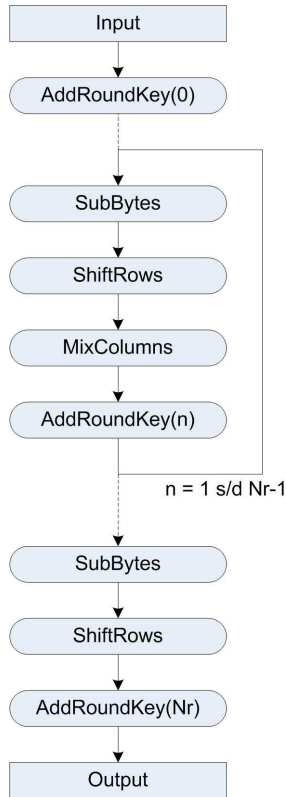 Input
AddRoundKey(0)
SubBytes
ShiftRows
MixColumns
AddRoundKey(n)
n = 1 s/d Nr-1
SubBytes
ShiftRows
AddRoundKey(Nr)
Output